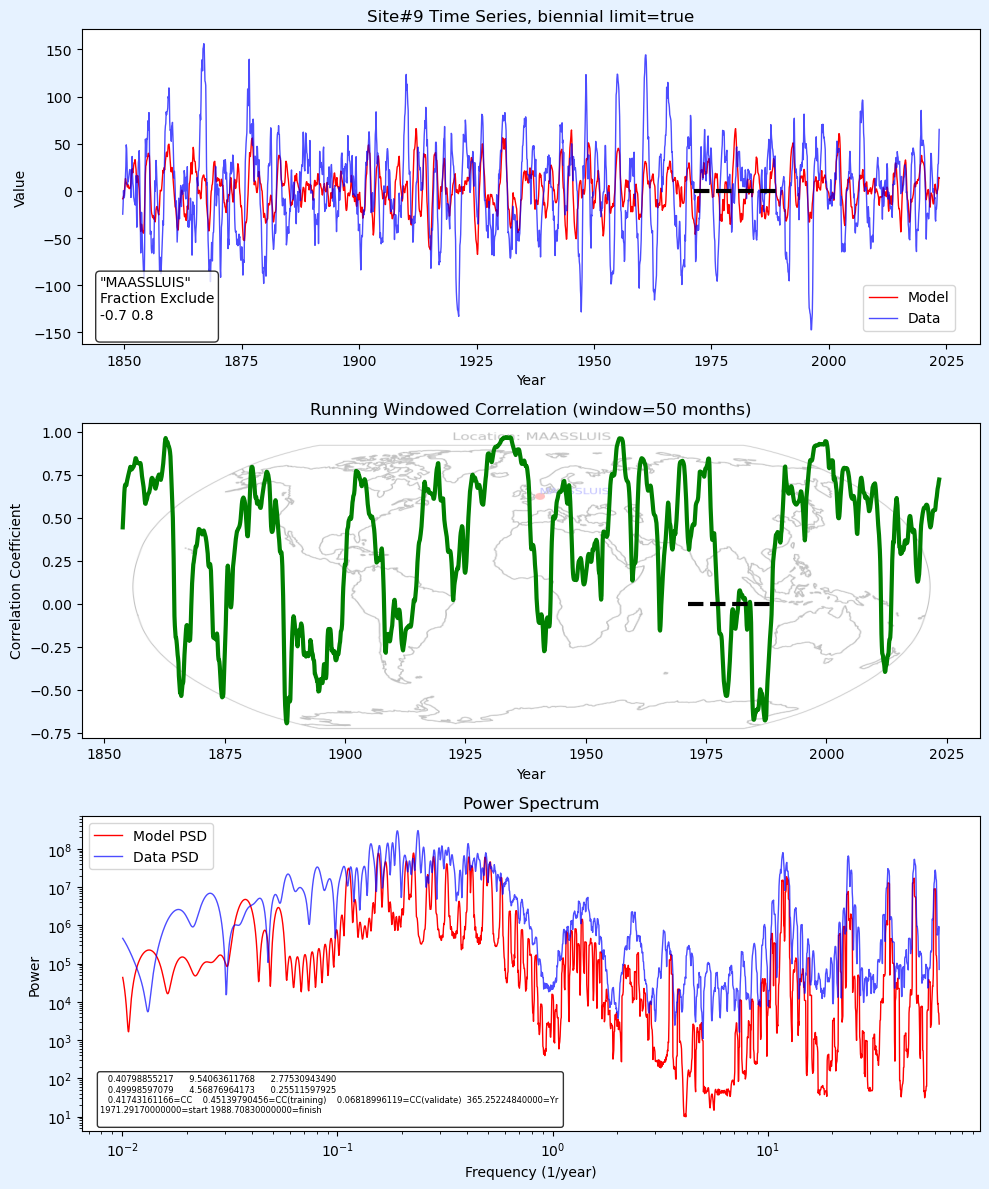 Site#9 Time Series, biennial limit=true
Value
150
100
50
0
−50
−100
−150
"MAASSLUIS"
Fraction Exclude
-0.7 0.8
Model
Data
1850
1875
1900
1925
1950
1975
2000
2025
Year
Running Windowed Correlation (window=50 months)
Location: MAASSLUIS
MAASSLUIS
Correlation Coefficient
1.00
0.75
0.50
0.25
0.00
−0.25
−0.50
−0.75
1850
1875
1900
1925
1950
1975
2000
2025
Year
Power Spectrum
Model PSD
Data PSD
Power
10⁸
10⁷
10⁶
10⁵
10⁴
10³
10²
10¹
0.40798855217 9.54063611768 2.77530943490
0.49998597079 4.56876964173 0.25511597925
0.41743161166=CC 0.45139790456=CC(training) 0.06818996119=CC(validate) 365.25224840000=Yr
1971.29170000000=start 1988.70830000000=finish
10⁻²
10⁻¹
10⁰
10¹
Frequency (1/year)